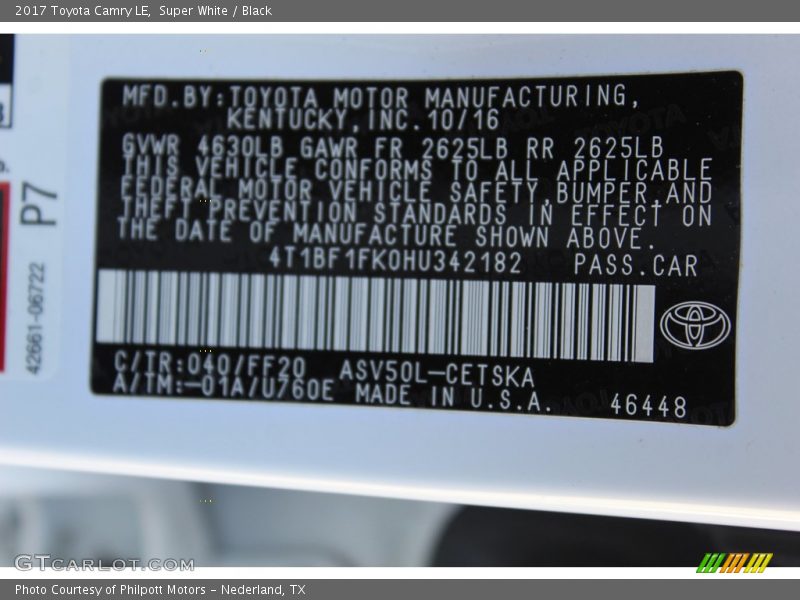 2017 Toyota Camry LE, Super White / Black
MFD.BY:TOYOTA MOTOR MANUFACTURING,
KENTUCKY,INC.10/16
GVWR 4630LB GAWR FR 2625LB RR 2625LB
THIS VEHICLE CONFORMS TO ALL APPLICABLE
FEDERAL MOTOR VEHICLE SAFETY,BUMPER,AND
THEFT PREVENTION STANDARDS IN EFFECT ON
THE DATE OF MANUFACTURE SHOWN ABOVE.
4T1BF1FK0HU342182 PASS.CAR
C/TR:040/FF20 ASV50L-CETSKA
A/TM:-01A/U760E MADE IN U.S.A. 46448
P7
42661-06722
GTCARLOT.COM
Photo Courtesy of Philpott Motors - Nederland, TX